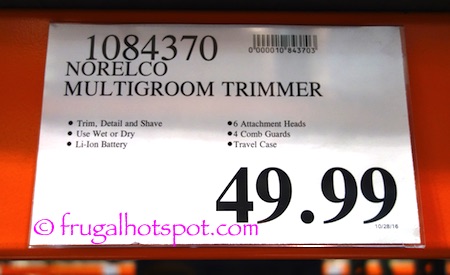 1084370
0000010843703
NORELCO
MULTIGROOM TRIMMER
• Trim, Detail and Shave
• Use Wet or Dry
• Li-Ion Battery
• 6 Attachment Heads
• 4 Comb Guards
• Travel Case
49.99
10/28/16
© frugalhotspot.com